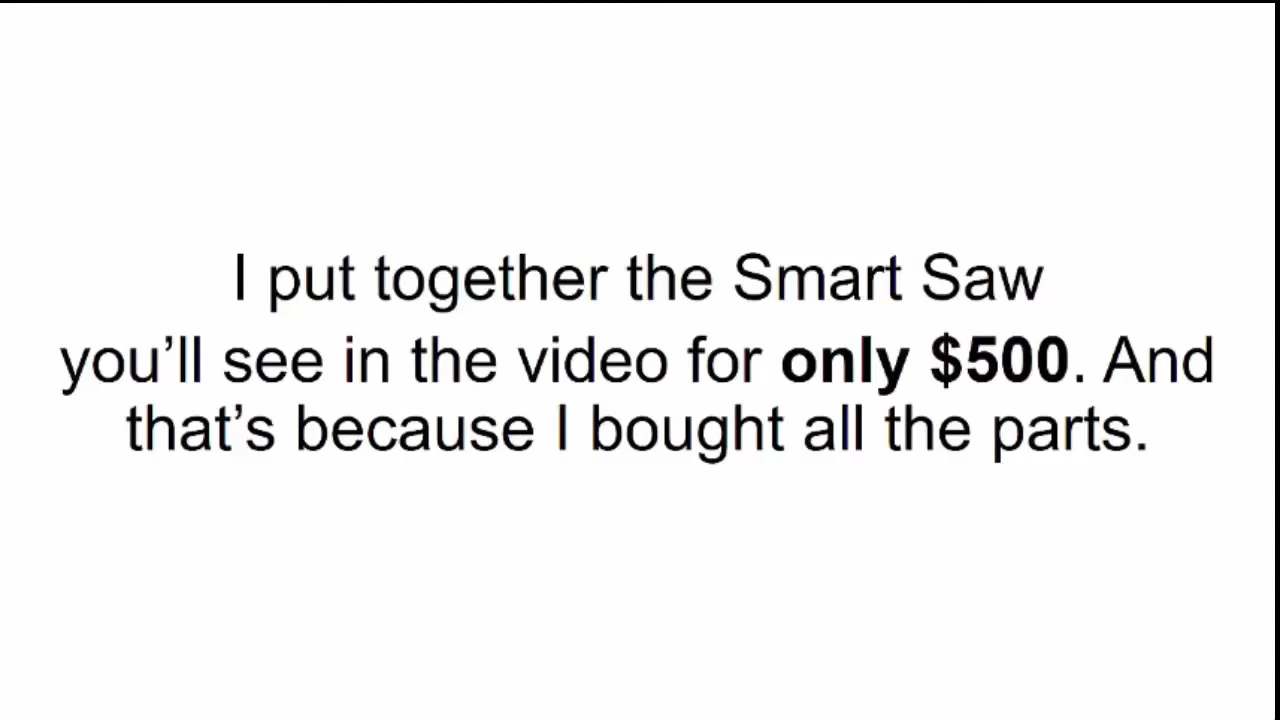 I put together the Smart Saw
you’ll see in the video for only $500. And
that’s because I bought all the parts.